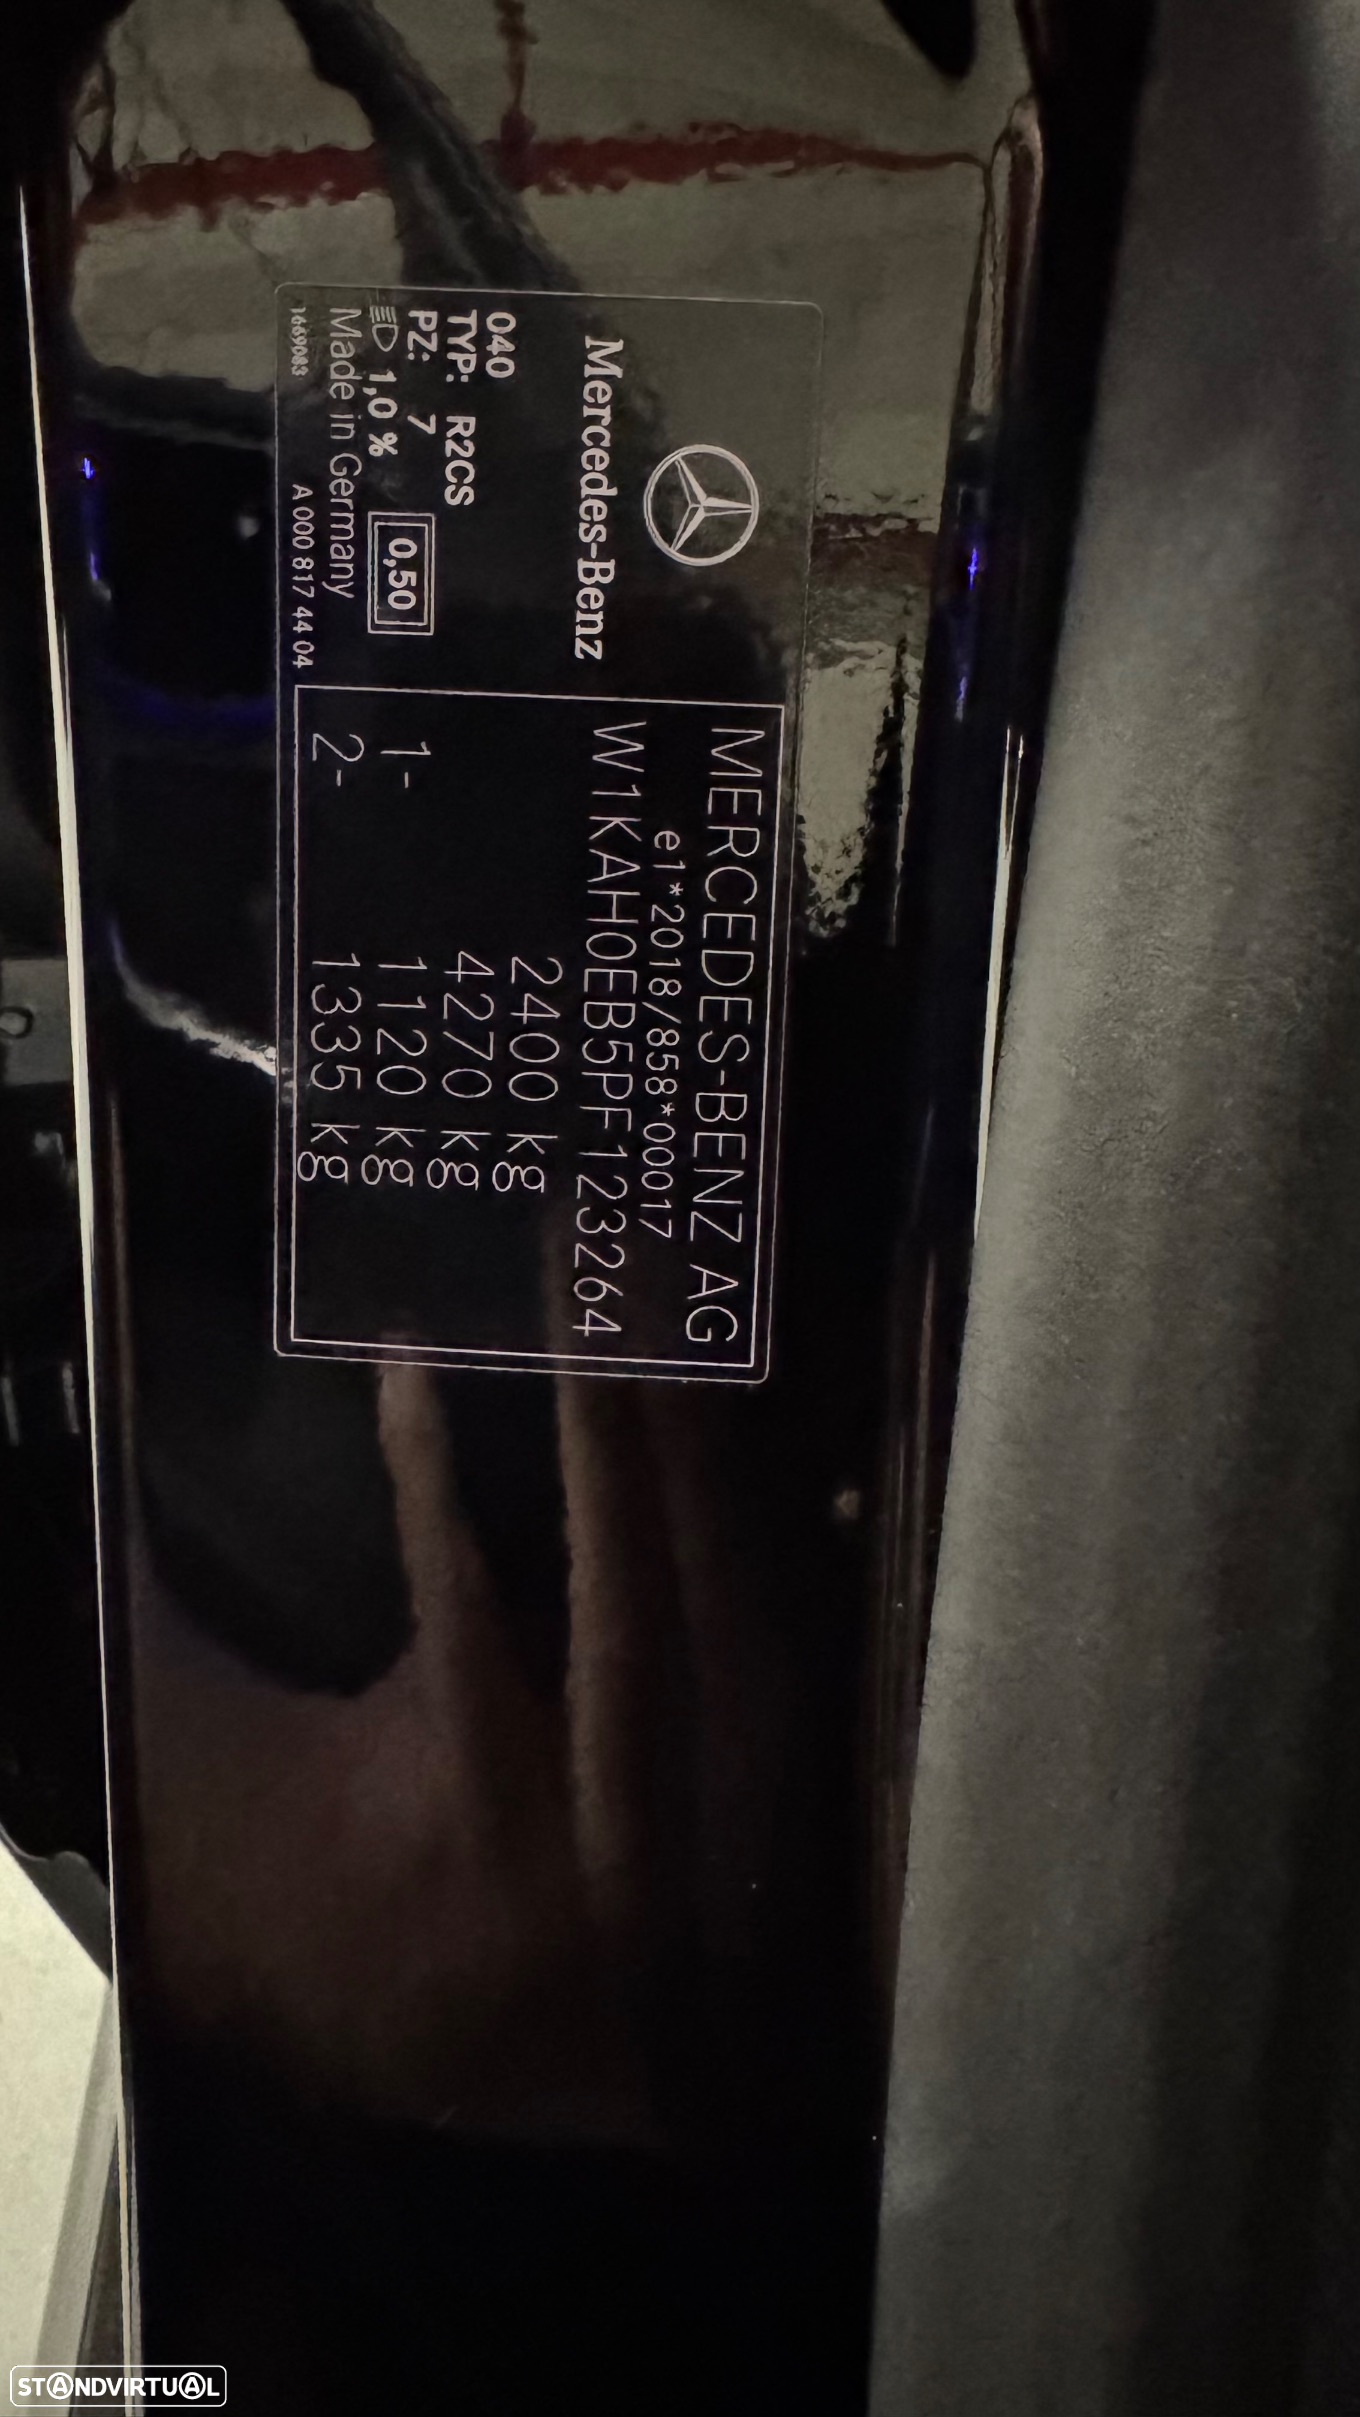 Mercedes-Benz
040
TYP: R2CS
PZ: 7
1,0 % 0,50
Made in Germany
1669083 A 000 817 44 04
MERCEDES-BENZ AG
e1*2018/858*00017
W1KAH0EB5PF123264
2400 kg
4270 kg
1- 1120 kg
2- 1335 kg
STANDVIRTUAL